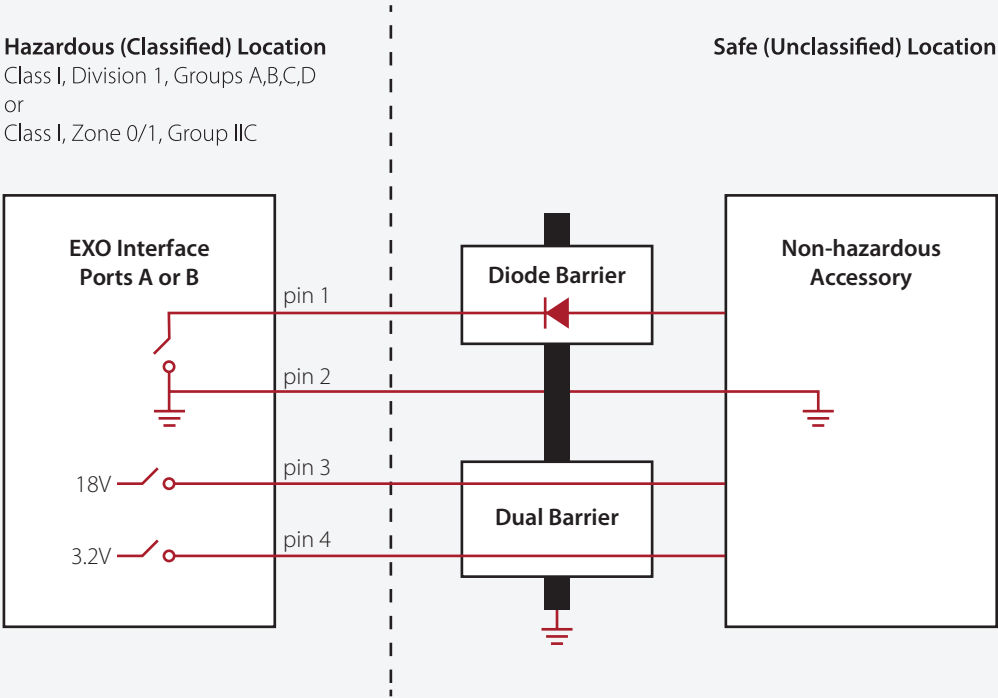 Hazardous (Classified) Location
Class I, Division 1, Groups A,B,C,D
or
Class I, Zone 0/1, Group IIC
Safe (Unclassified) Location
EXO Interface
Ports A or B
pin 1
pin 2
pin 3
18V
pin 4
3.2V
Diode Barrier
Dual Barrier
Non-hazardous
Accessory